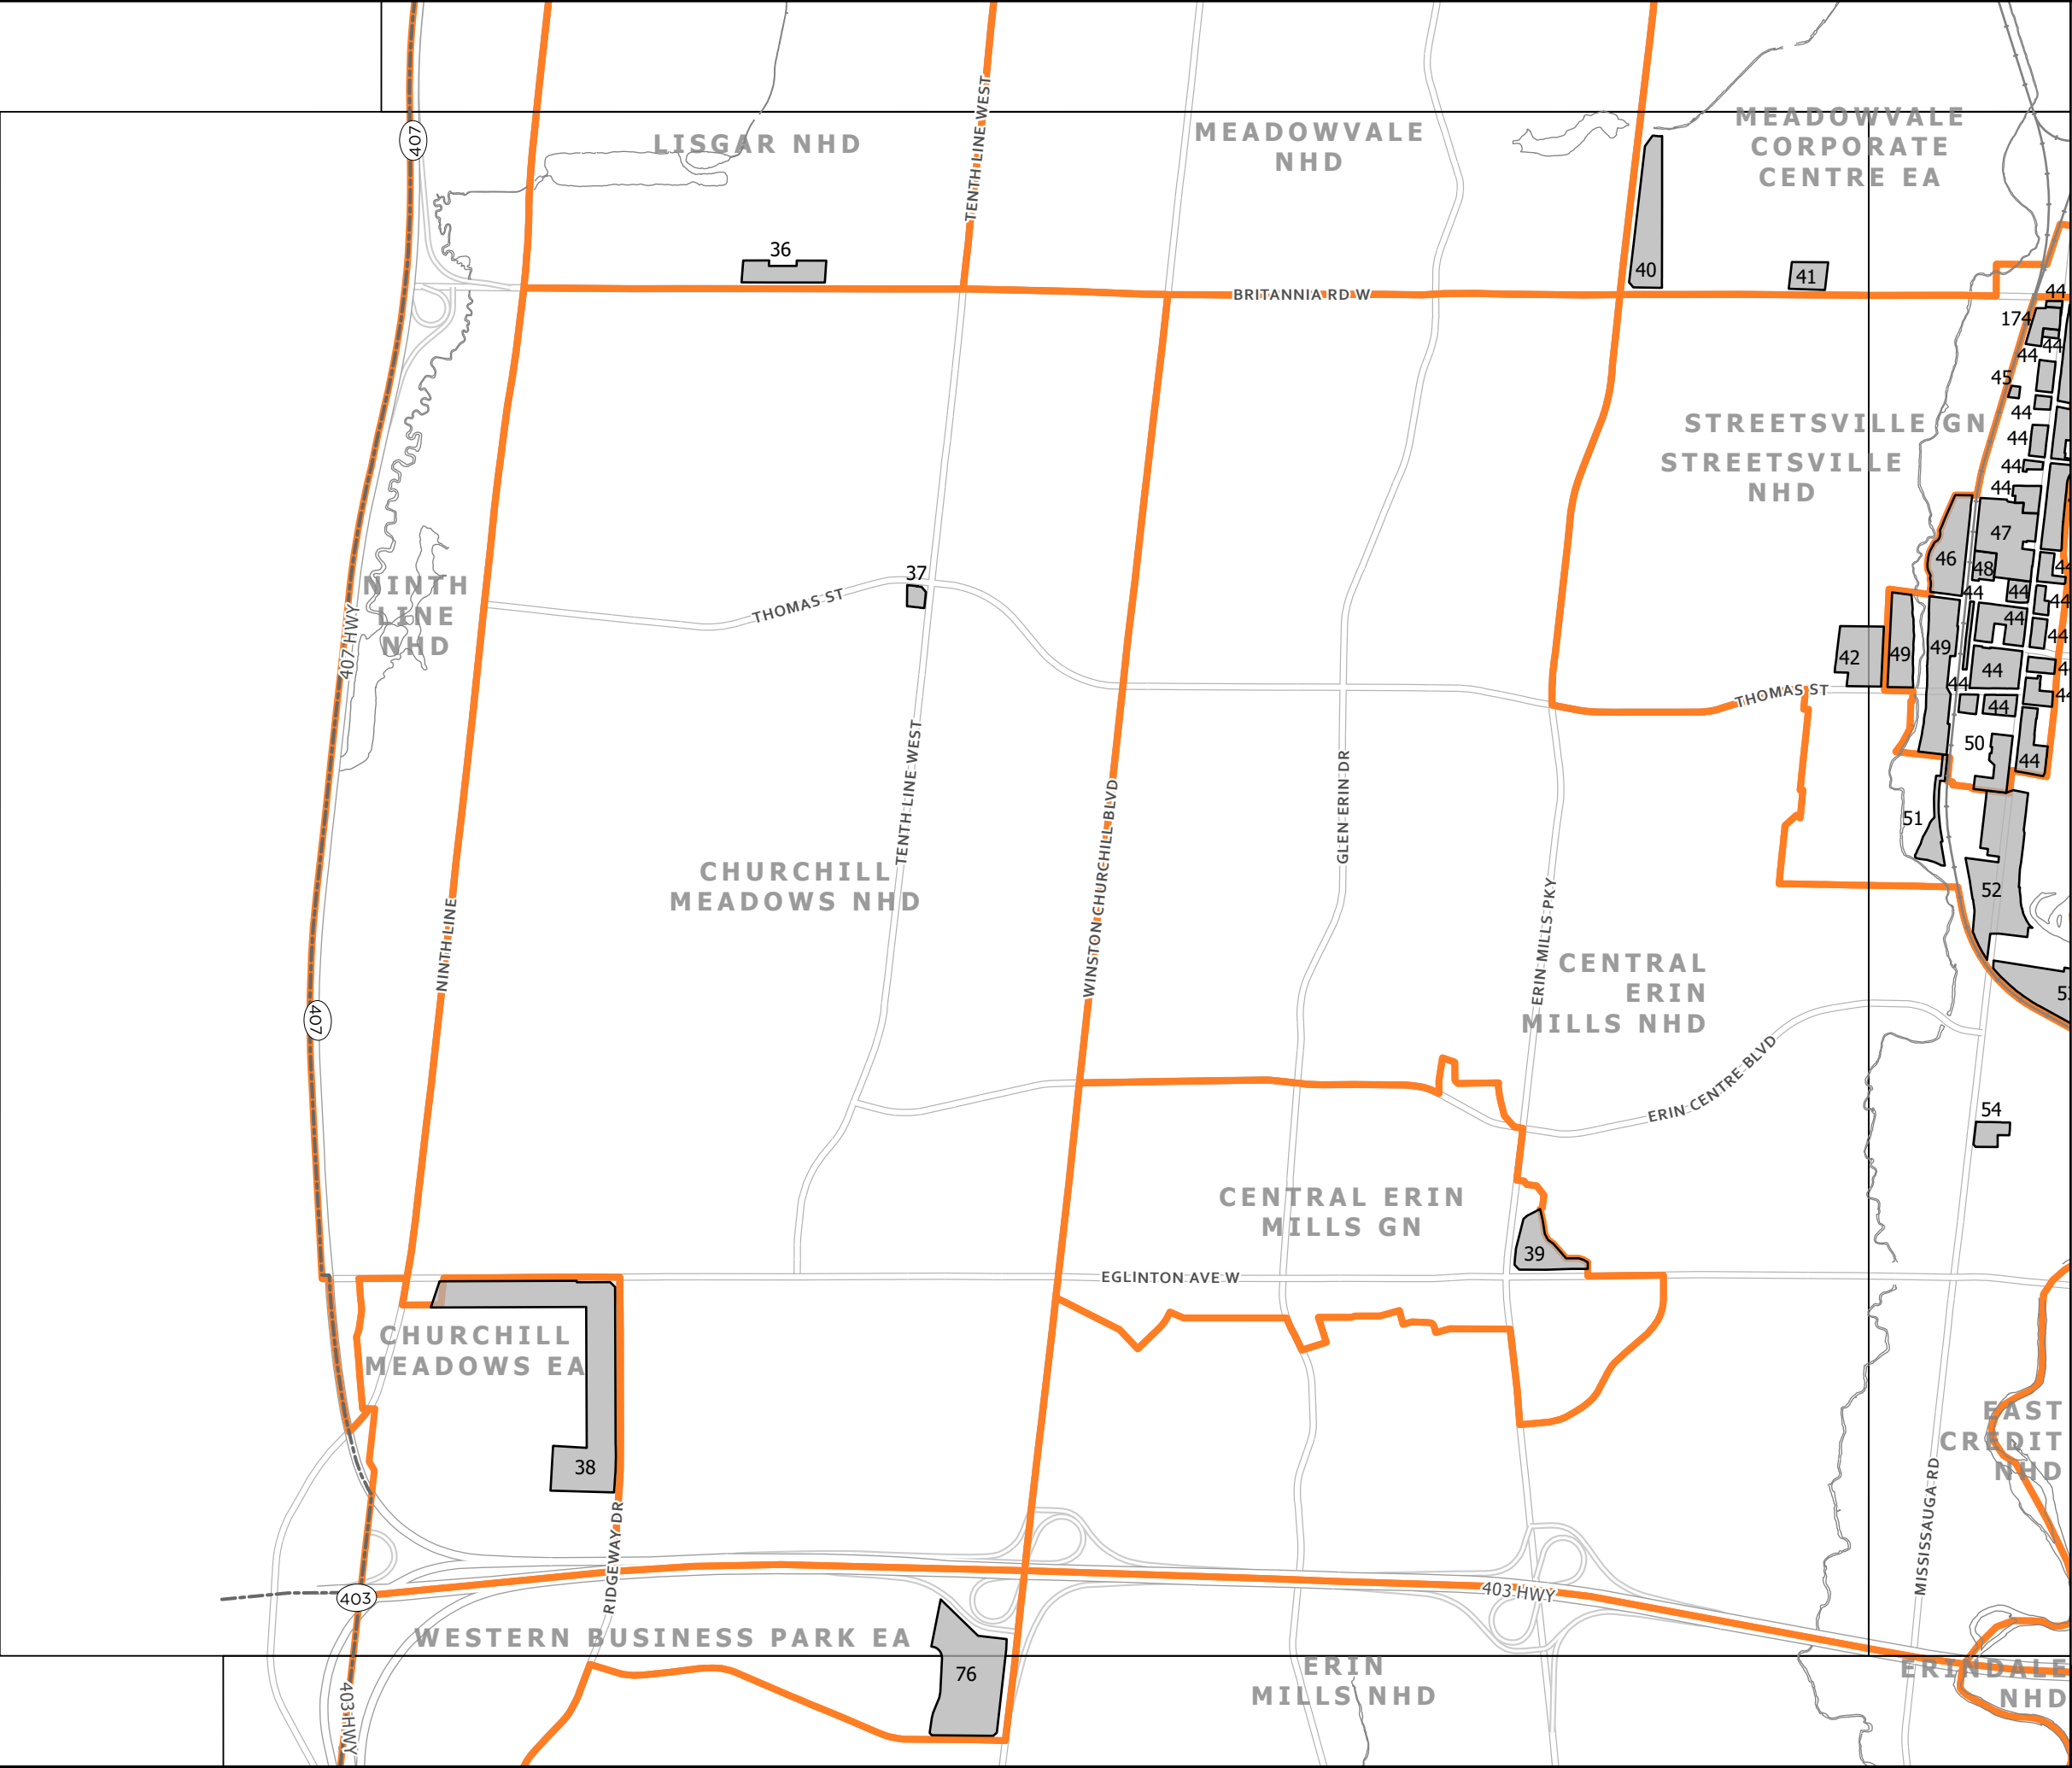 407
LISGAR NHD
TENTH LINE WEST
MEADOWVALE
NHD
MEADOWVALE
CORPORATE
CENTRE EA
36
40
41
BRITANNIA RD W
44
174
44
44
45
44
44
44
44
STREETSVILLE GN
STREETSVILLE
NHD
47
46
48
44
44
44
44
44
44
49
49
42
44
44
44
44
50
44
51
52
NINTH
LINE
NHD
407 HWY
37
THOMAS ST
THOMAS ST
TENTH LINE WEST
WINSTON CHURCHILL BLVD
GLEN ERIN DR
ERIN MILLS PKY
CHURCHILL
MEADOWS NHD
NINTH LINE
407
CENTRAL
ERIN
MILLS NHD
ERIN CENTRE BLVD
54
CENTRAL ERIN
MILLS GN
39
EGLINTON AVE W
CHURCHILL
MEADOWS EA
38
RIDGEWAY DR
EAST
CREDIT
NHD
MISSISSAUGA RD
403
403 HWY
WESTERN BUSINESS PARK EA
76
ERIN
MILLS NHD
ERINDALE
NHD
403 HWY